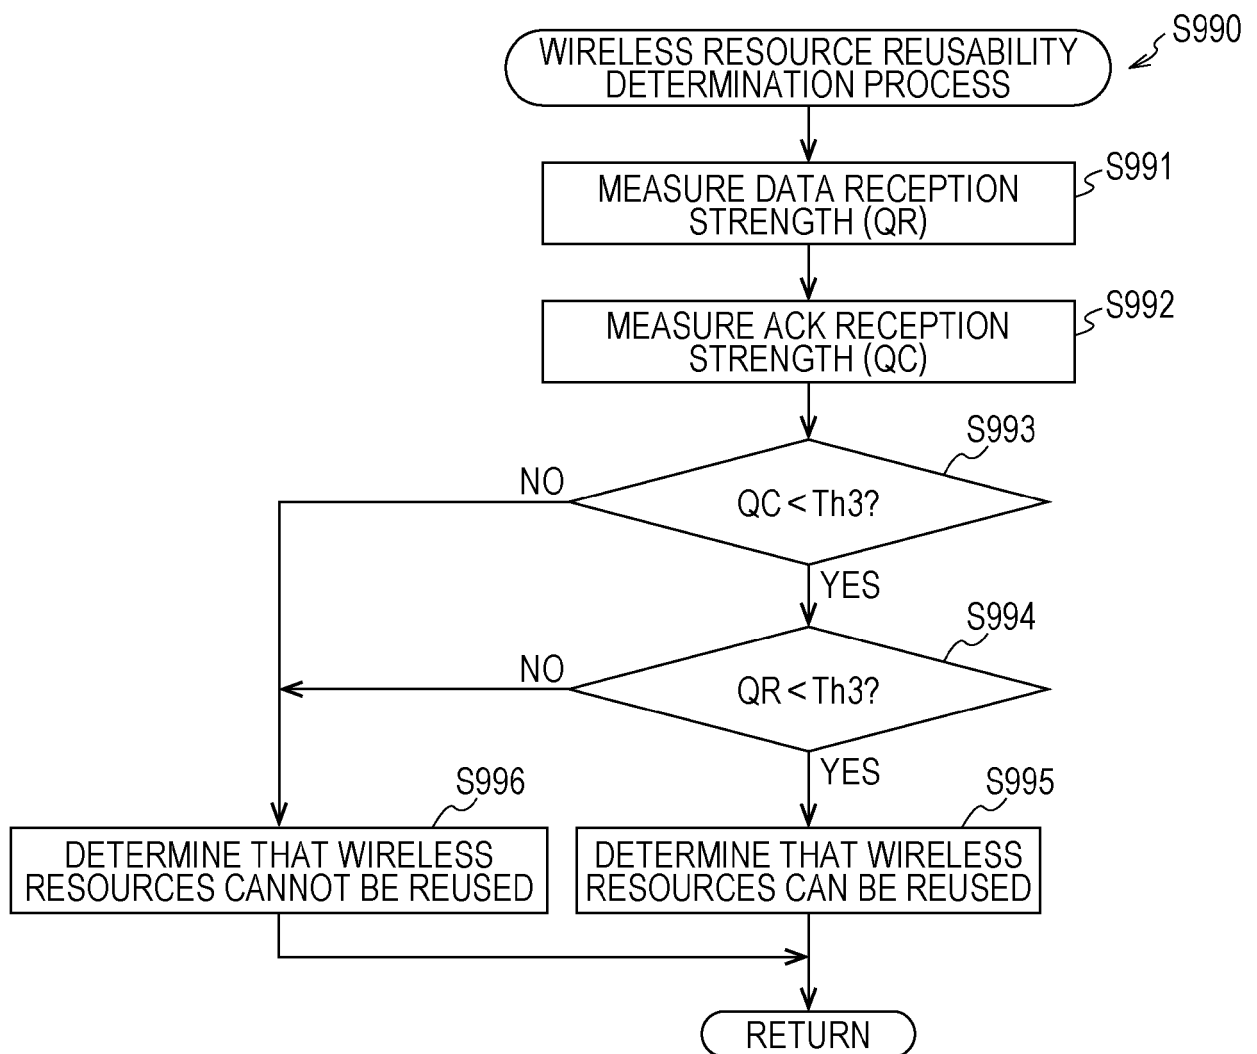 S990
WIRELESS RESOURCE REUSABILITY
DETERMINATION PROCESS
S991
MEASURE DATA RECEPTION
STRENGTH (QR)
S992
MEASURE ACK RECEPTION
STRENGTH (QC)
S993
NO
QC < Th3?
YES
S994
NO
QR < Th3?
YES
S996
S995
DETERMINE THAT WIRELESS
RESOURCES CANNOT BE REUSED
DETERMINE THAT WIRELESS
RESOURCES CAN BE REUSED
RETURN